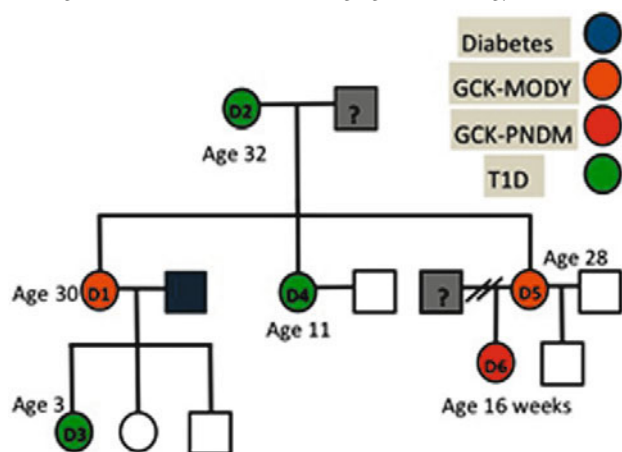 Diabetes
GCK-MODY
GCK-PNDM
T1D
D2
?
Age 32
Age 28
Age 30
D1
D4
?
D5
Age 11
D6
Age 3
Age 16 weeks
D3